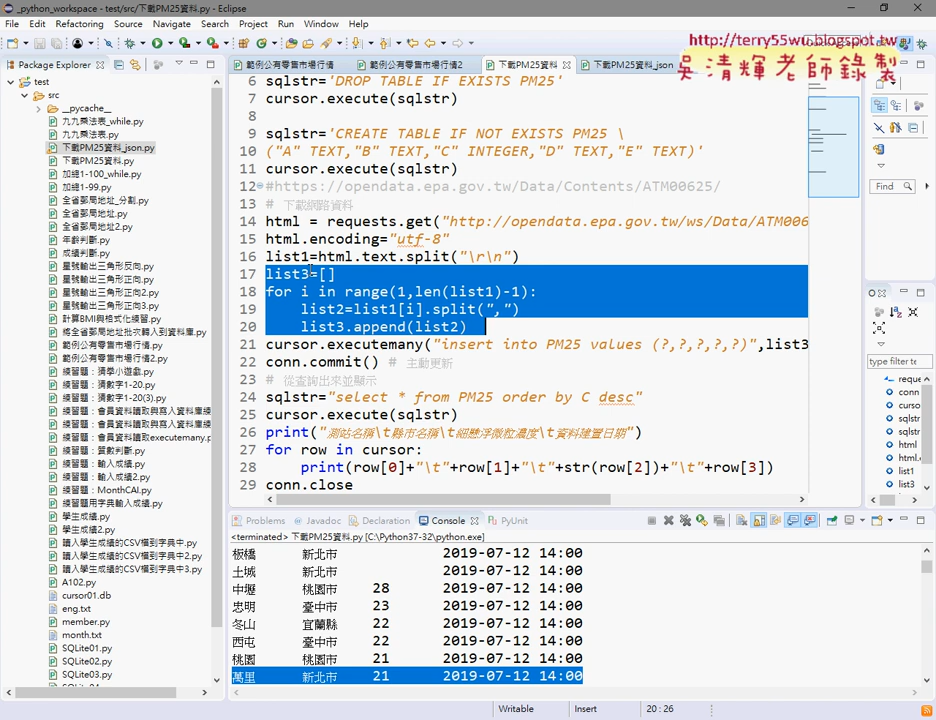 _python_workspace - test/src/下載PM25資料.py - Eclipse
File Edit Refactoring Source Navigate Search Project Run Window Help
http://terry55wu.blogspot.tw
吳清輝老師錄製
Package Explorer
範例公有零售市場行情
範例公有零售市場行情2
下載PM25資料
下載PM25資料_json
test
src
__pycache__
九九乘法表_while.py
九九乘法表.py
下載PM25資料_json.py
下載PM25資料.py
加總1-100_while.py
加總1-99.py
全省郵局地址_分割.py
全省郵局地址.py
全省郵局地址2.py
年齡判斷.py
成績判斷.py
星號輸出三角形反向.py
星號輸出三角形正向.py
星號輸出三角形正向2.py
星號輸出三角形正向3.py
計算BMI與格式化練習.py
將全省郵局地址批次轉入到資料庫.py
範例公有零售市場行情.py
範例公有零售市場行情2.py
練習題：猜學小遊戲.py
練習題：猜數字1-20.py
練習題：猜數字1-20(3).py
練習題：會員資料讀取與寫入資料庫練
練習題：會員資料讀取與寫入資料庫練
練習題：會員資料讀取executemany.p
練習題：質數判斷.py
練習題：輸入成績.py
練習題：輸入成績2.py
練習題：MonthCAI.py
練習題用字典輸入成績.py
學生成績.py
學生成績2.py
讀入學生成績的CSV檔到字典中.py
讀入學生成績的CSV檔到字典中2.py
讀入學生成績的CSV檔到字典中3.py
A102.py
cursor01.db
eng.txt
member.py
month.txt
SQLite01.py
SQLite02.py
SQLite03.py
6 sqlstr='DROP TABLE IF EXISTS PM25'
7 cursor.execute(sqlstr)
8
9 sqlstr='CREATE TABLE IF NOT EXISTS PM25 \
10 ("A" TEXT,"B" TEXT,"C" INTEGER,"D" TEXT,"E" TEXT)'
11 cursor.execute(sqlstr)
12 #https://opendata.epa.gov.tw/Data/Contents/ATM00625/
13 # 下載網路資料
14 html = requests.get("http://opendata.epa.gov.tw/ws/Data/ATM006
15 html.encoding="utf-8"
16 list1=html.text.split("\r\n")
17 list3=[]
18 for i in range(1,len(list1)-1):
19 list2=list1[i].split(",")
20 list3.append(list2)
21 cursor.executemany("insert into PM25 values (?,?,?,?,?)",list3
22 conn.commit() # 主動更新
23 # 從查詢出來並顯示
24 sqlstr="select * from PM25 order by C desc"
25 cursor.execute(sqlstr)
26 print("測站名稱\t縣市名稱\t細懸浮微粒濃度\t資料建置日期")
27 for row in cursor:
28 print(row[0]+"\t"+row[1]+"\t"+str(row[2])+"\t"+row[3])
29 conn.close
Find
type filter te
reque
conn
curso
sqlstr
sqlstr
html
html.
list1
list3
Problems Javadoc Declaration Console PyUnit
<terminated> 下載PM25資料.py [C:\Python37-32\python.exe]
板橋 新北市 2019-07-12 14:00
土城 新北市 2019-07-12 14:00
中壢 桃園市 28 2019-07-12 14:00
忠明 臺中市 23 2019-07-12 14:00
冬山 宜蘭縣 22 2019-07-12 14:00
西屯 臺中市 22 2019-07-12 14:00
桃園 桃園市 21 2019-07-12 14:00
萬里 新北市 21 2019-07-12 14:00
Writable Insert 20 : 26